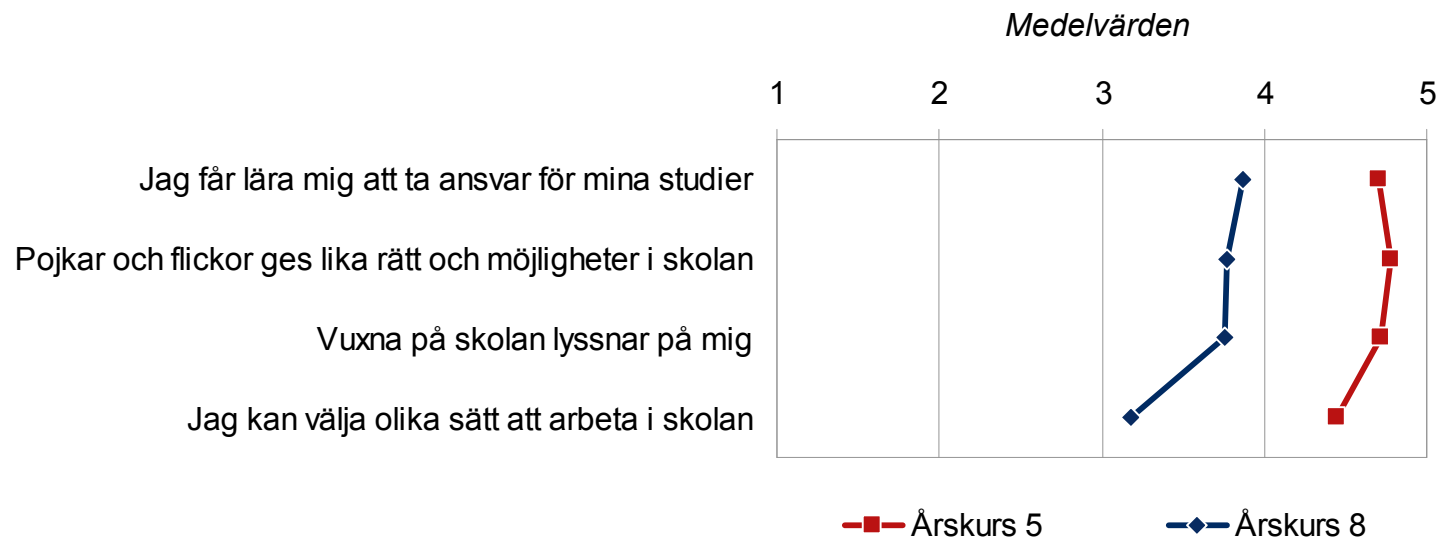 Medelvärden
1 2 3 4 5
Jag får lära mig att ta ansvar för mina studier
Pojkar och flickor ges lika rätt och möjligheter i skolan
Vuxna på skolan lyssnar på mig
Jag kan välja olika sätt att arbeta i skolan
Årskurs 5 Årskurs 8